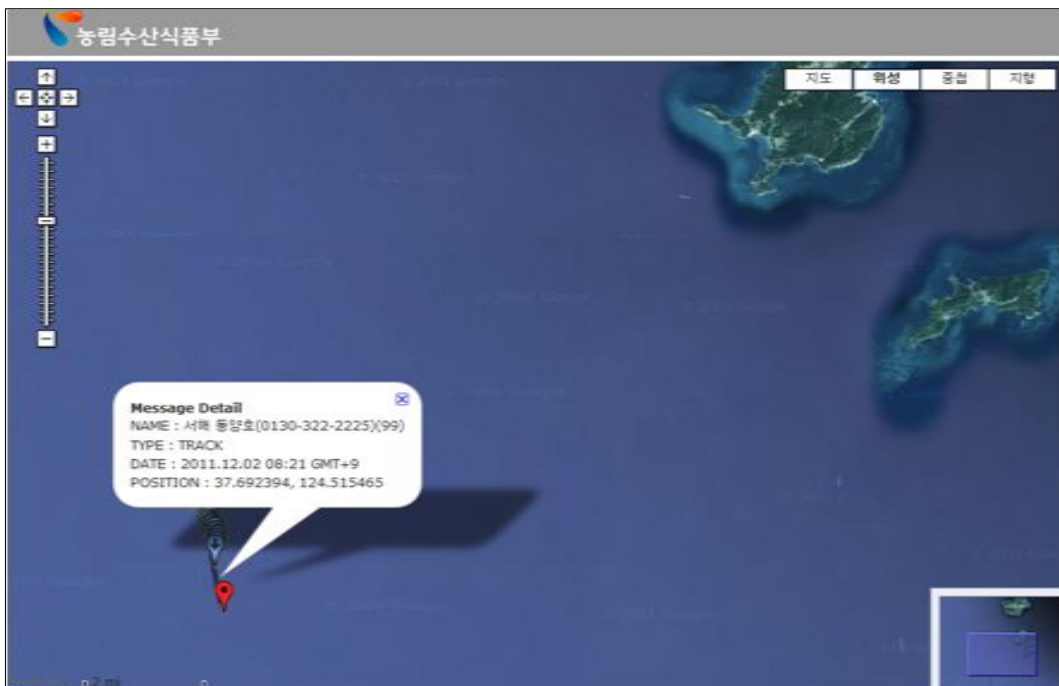 농림수산식품부
지도 위성 중첩 지형
Message Detail
NAME : 서해 동양호(0130-322-2225)(99)
TYPE : TRACK
DATE : 2011.12.02 08:21 GMT+9
POSITION : 37.692394, 124.515465